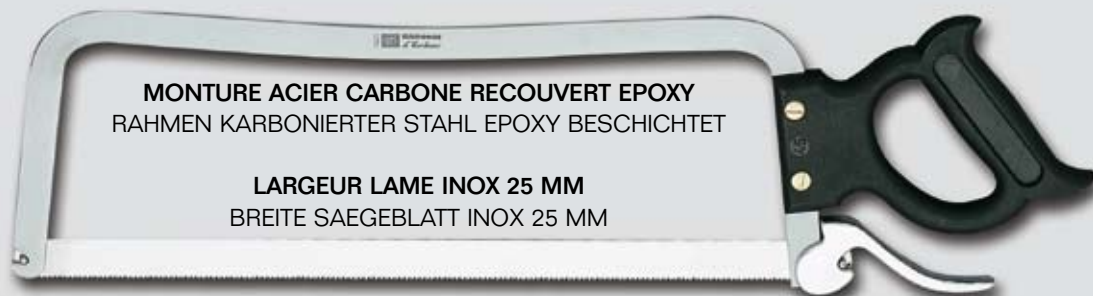 MONTURE ACIER CARBONE RECOUVERT EPOXY
RAHMEN KARBONIERTER STAHL EPOXY BESCHICHTET
LARGEUR LAME INOX 25 MM
BREITE SAEGEBLATT INOX 25 MM